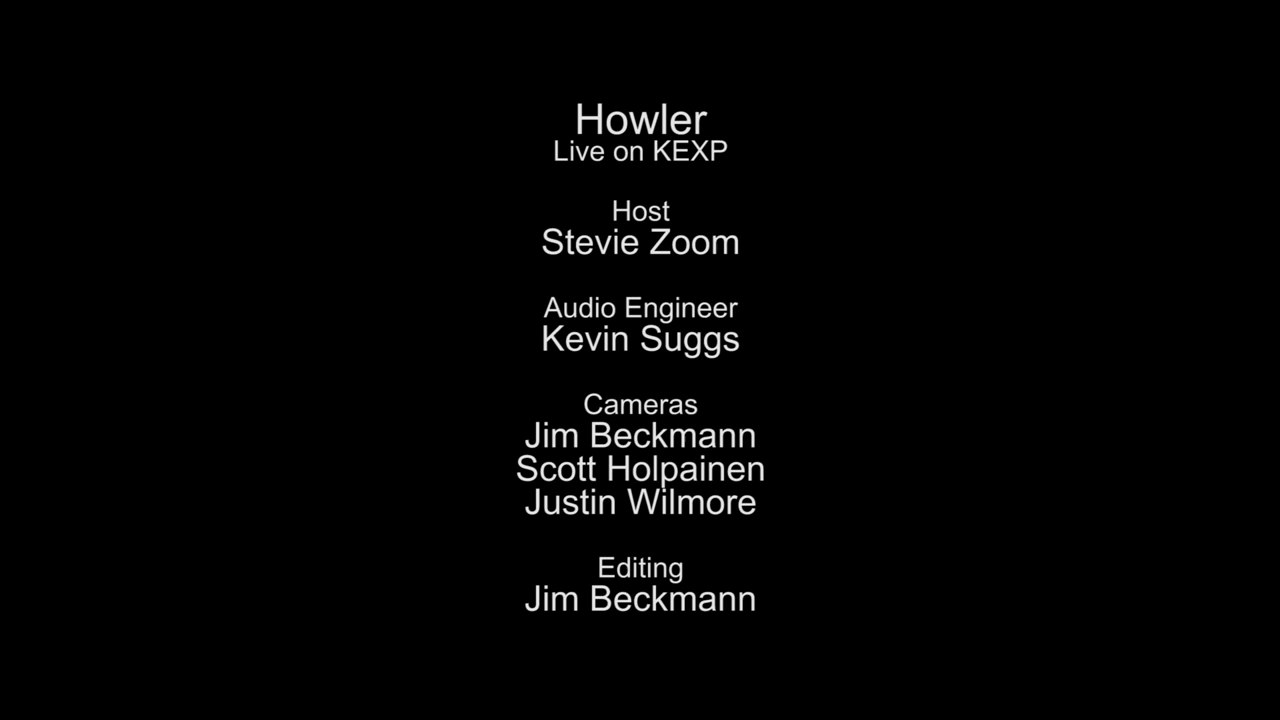 Howler
Live on KEXP
Host
Stevie Zoom
Audio Engineer
Kevin Suggs
Cameras
Jim Beckmann
Scott Holpainen
Justin Wilmore
Editing
Jim Beckmann